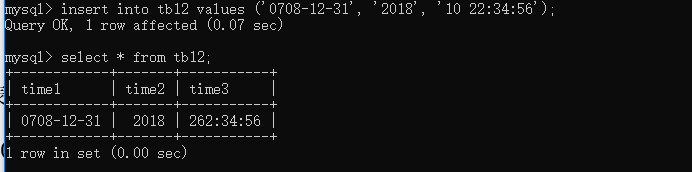 mysql> insert into tb12 values ('0708-12-31', '2018', '10 22:34:56');
Query OK, 1 row affected (0.07 sec)
mysql> select * from tb12;
+------------+-------+-----------+
| time1      | time2 | time3     |
+------------+-------+-----------+
| 0708-12-31 |  2018 | 262:34:56 |
+------------+-------+-----------+
1 row in set (0.00 sec)